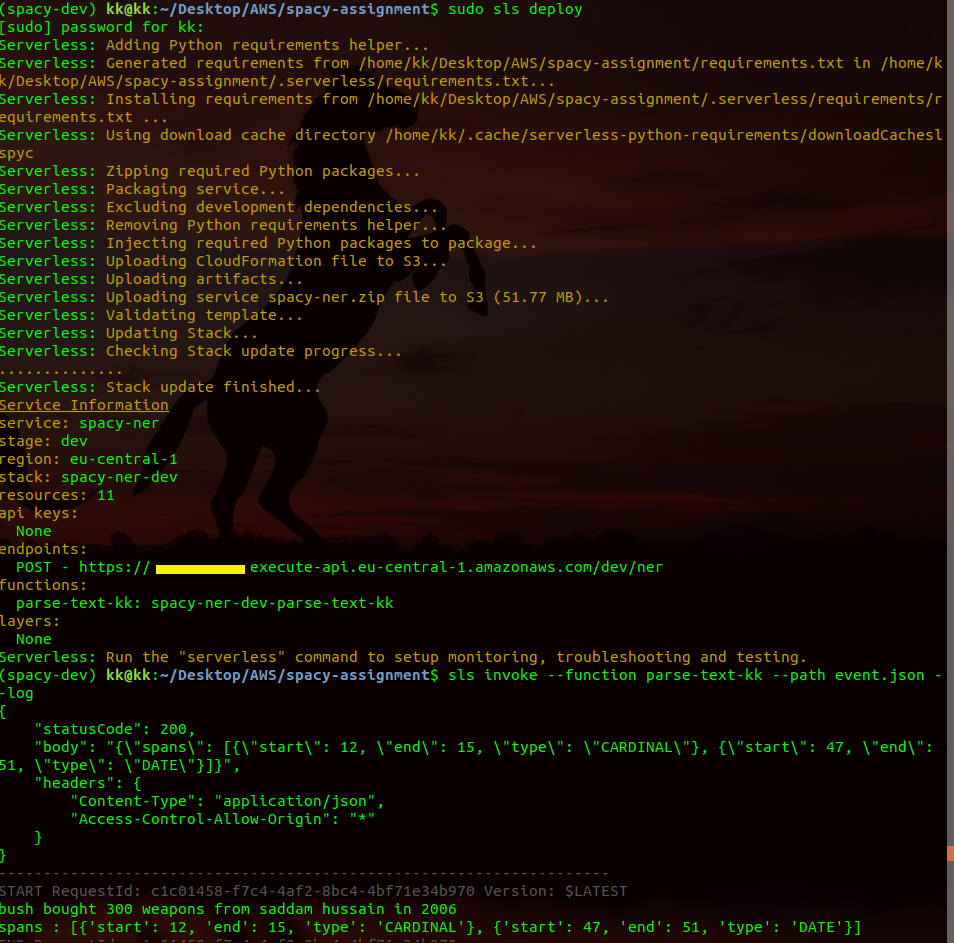 (spacy-dev) kk@kk:~/Desktop/AWS/spacy-assignment$ sudo sls deploy
[sudo] password for kk:
Serverless: Adding Python requirements helper...
Serverless: Generated requirements from /home/kk/Desktop/AWS/spacy-assignment/requirements.txt in /home/k
k/Desktop/AWS/spacy-assignment/.serverless/requirements.txt...
Serverless: Installing requirements from /home/kk/Desktop/AWS/spacy-assignment/.serverless/requirements/r
equirements.txt ...
Serverless: Using download cache directory /home/kk/.cache/serverless-python-requirements/downloadCachesl
spyc
Serverless: Zipping required Python packages...
Serverless: Packaging service...
Serverless: Excluding development dependencies...
Serverless: Removing Python requirements helper...
Serverless: Injecting required Python packages to package...
Serverless: Uploading CloudFormation file to S3...
Serverless: Uploading artifacts...
Serverless: Uploading service spacy-ner.zip file to S3 (51.77 MB)...
Serverless: Validating template...
Serverless: Updating Stack...
Serverless: Checking Stack update progress...
..............
Serverless: Stack update finished...
Service Information
service: spacy-ner
stage: dev
region: eu-central-1
stack: spacy-ner-dev
resources: 11
api keys:
  None
endpoints:
  POST - https:// execute-api.eu-central-1.amazonaws.com/dev/ner
functions:
  parse-text-kk: spacy-ner-dev-parse-text-kk
layers:
  None
Serverless: Run the "serverless" command to setup monitoring, troubleshooting and testing.
(spacy-dev) kk@kk:~/Desktop/AWS/spacy-assignment$ sls invoke --function parse-text-kk --path event.json -
-log
{
    "statusCode": 200,
    "body": "{\"spans\": [{\"start\": 12, \"end\": 15, \"type\": \"CARDINAL\"}, {\"start\": 47, \"end\":
51, \"type\": \"DATE\"}]}",
    "headers": {
        "Content-Type": "application/json",
        "Access-Control-Allow-Origin": "*"
    }
}
--------------------------------------------------------------------
START RequestId: c1c01458-f7c4-4af2-8bc4-4bf71e34b970 Version: $LATEST
bush bought 300 weapons from saddam hussain in 2006
spans : [{'start': 12, 'end': 15, 'type': 'CARDINAL'}, {'start': 47, 'end': 51, 'type': 'DATE'}]